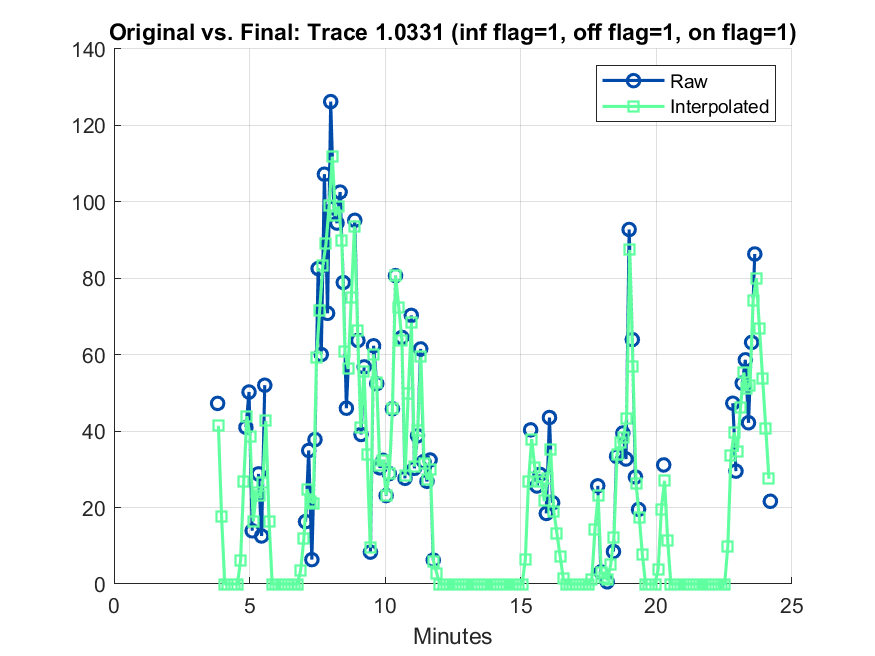 Original vs. Final: Trace 1.0331 (inf flag=1, off flag=1, on flag=1)
140
120
100
80
60
40
20
0
Raw
Interpolated
0 5 10 15 20 25
Minutes